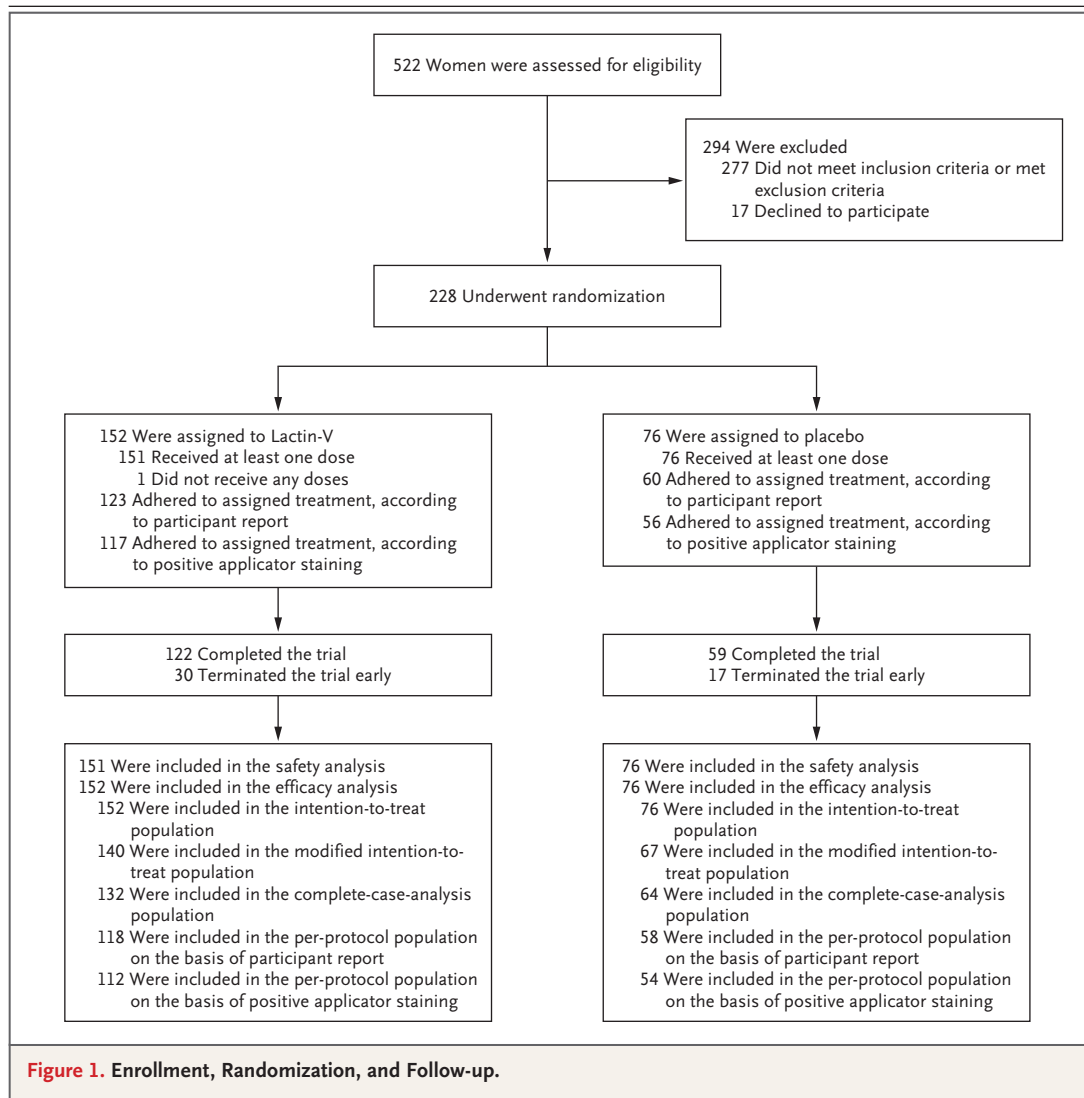 522 Women were assessed for eligibility
294 Were excluded
277 Did not meet inclusion criteria or met
exclusion criteria
17 Declined to participate
228 Underwent randomization
152 Were assigned to Lactin-V
151 Received at least one dose
1 Did not receive any doses
123 Adhered to assigned treatment, according
to participant report
117 Adhered to assigned treatment, according
to positive applicator staining
76 Were assigned to placebo
76 Received at least one dose
60 Adhered to assigned treatment, according
to participant report
56 Adhered to assigned treatment, according
to positive applicator staining
122 Completed the trial
30 Terminated the trial early
59 Completed the trial
17 Terminated the trial early
151 Were included in the safety analysis
152 Were included in the efficacy analysis
152 Were included in the intention-to-treat
population
140 Were included in the modified intention-to-
treat population
132 Were included in the complete-case-analysis
population
118 Were included in the per-protocol population
on the basis of participant report
112 Were included in the per-protocol population
on the basis of positive applicator staining
76 Were included in the safety analysis
76 Were included in the efficacy analysis
76 Were included in the intention-to-treat
population
67 Were included in the modified intention-to-
treat population
64 Were included in the complete-case-analysis
population
58 Were included in the per-protocol population
on the basis of participant report
54 Were included in the per-protocol population
on the basis of positive applicator staining
Figure 1. Enrollment, Randomization, and Follow-up.